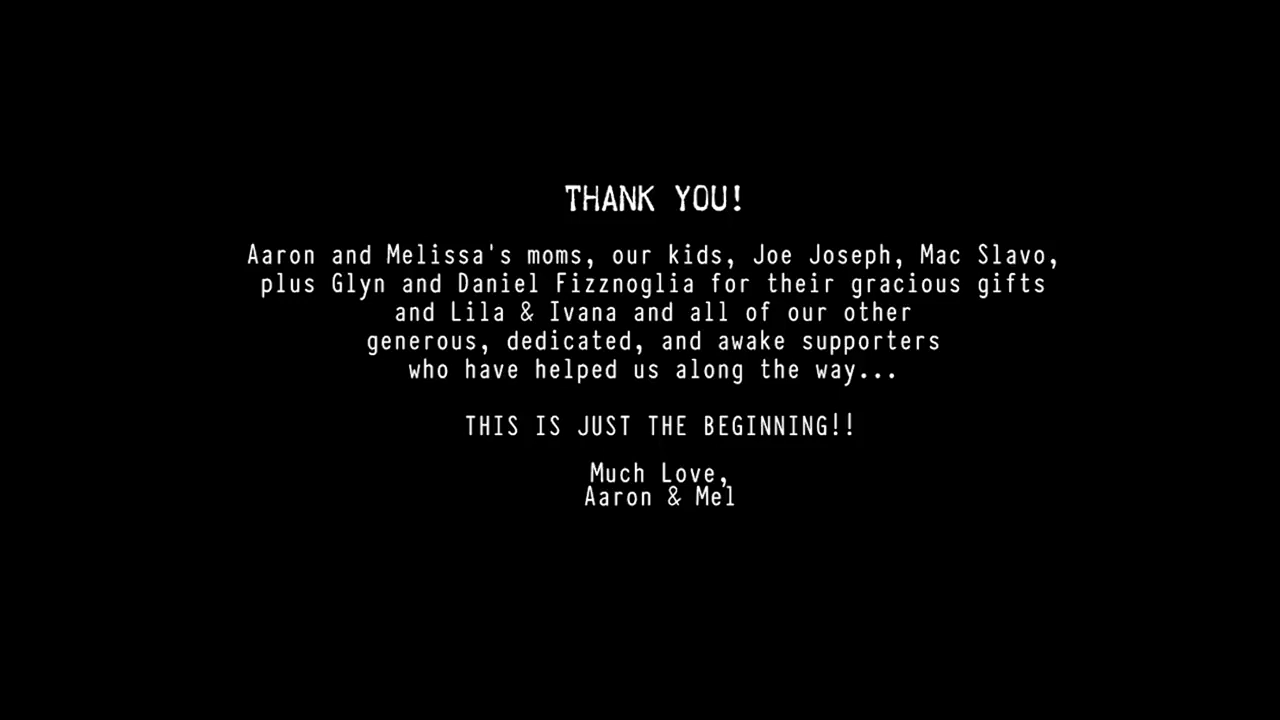 THANK YOU!
Aaron and Melissa's moms, our kids, Joe Joseph, Mac Slavo,
plus Glyn and Daniel Fizznoglia for their gracious gifts
and Lila & Ivana and all of our other
generous, dedicated, and awake supporters
who have helped us along the way...
THIS IS JUST THE BEGINNING!!
Much Love,
Aaron & Mel